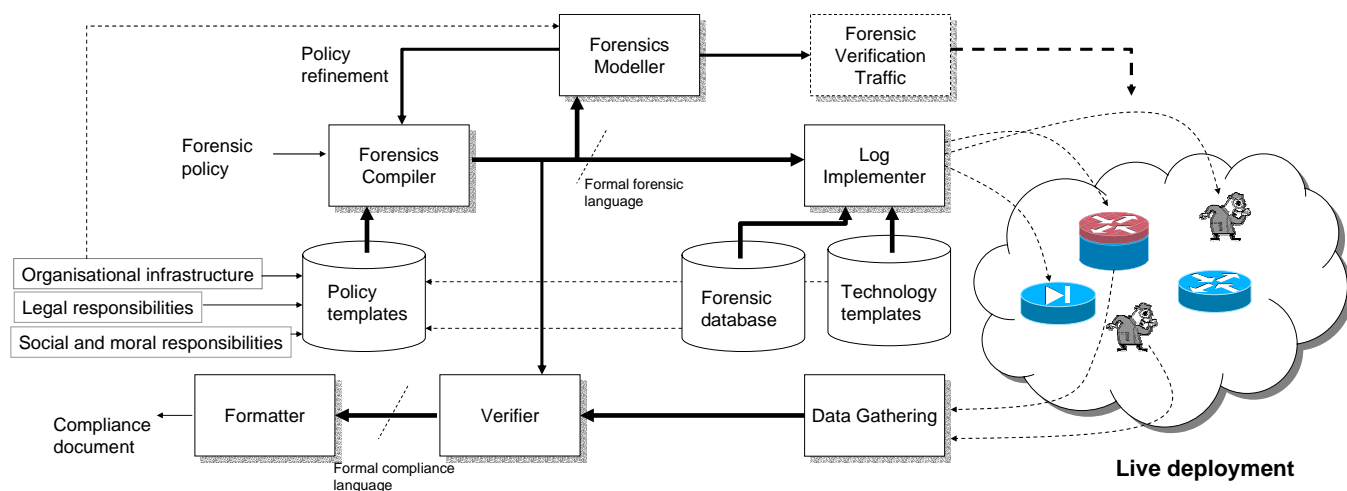 Policy
refinement
Forensics
Modeller
Forensic
Verification
Traffic
Forensic
policy
Forensics
Compiler
Formal forensic
language
Log
Implementer
Organisational infrastructure
Legal responsibilities
Social and moral responsibilities
Policy
templates
Forensic
database
Technology
templates
Compliance
document
Formatter
Formal compliance
language
Verifier
Data Gathering
Live deployment